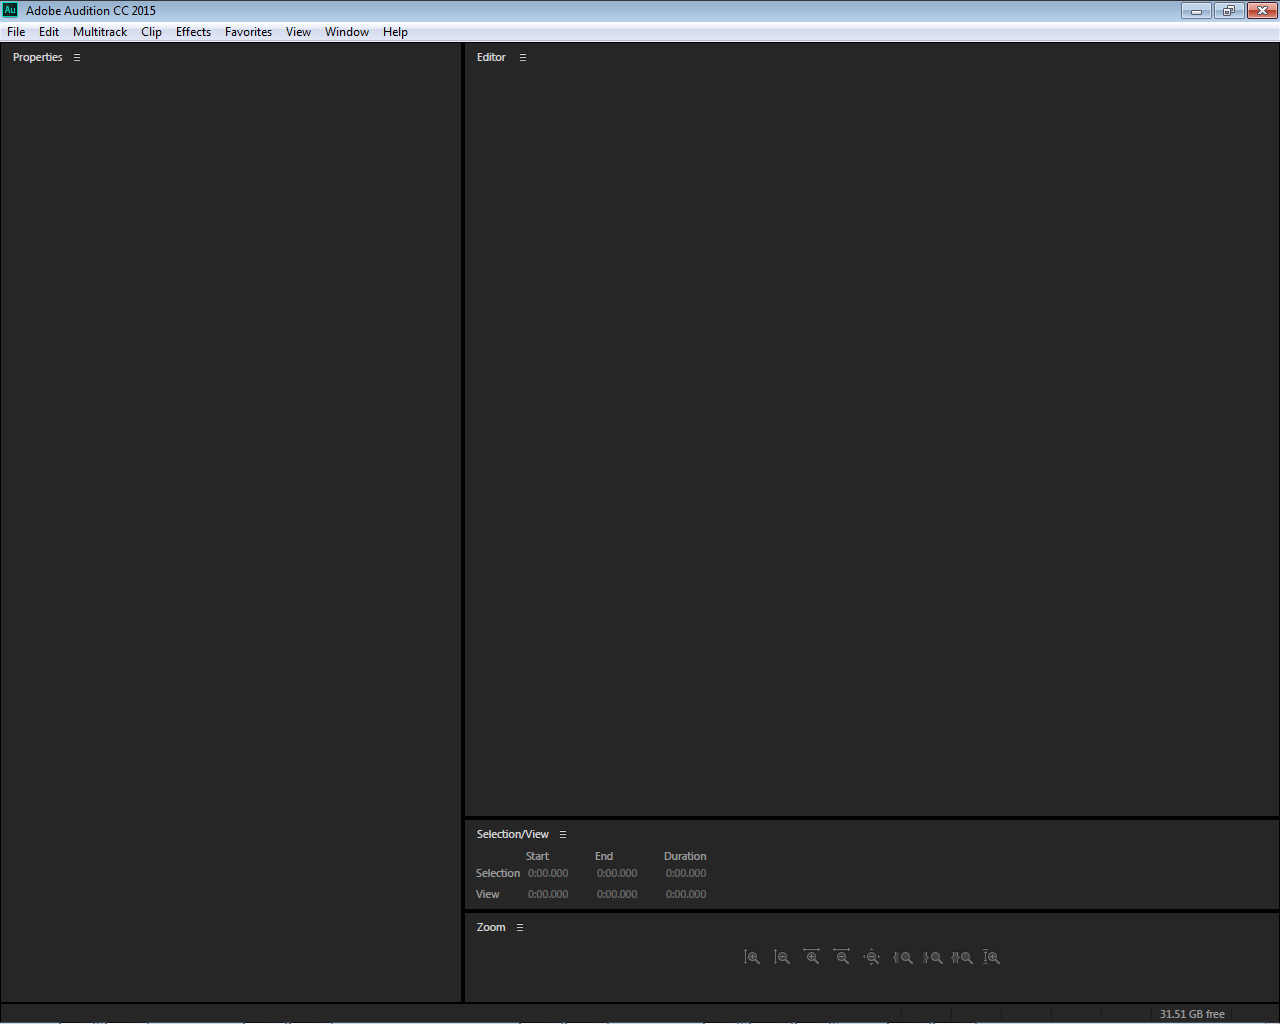 Au Adobe Audition CC 2015
File Edit Multitrack Clip Effects Favorites View Window Help
Properties
Editor
Selection/View
Start End Duration
Selection 0:00.000 0:00.000 0:00.000
View 0:00.000 0:00.000 0:00.000
Zoom
31.51 GB free